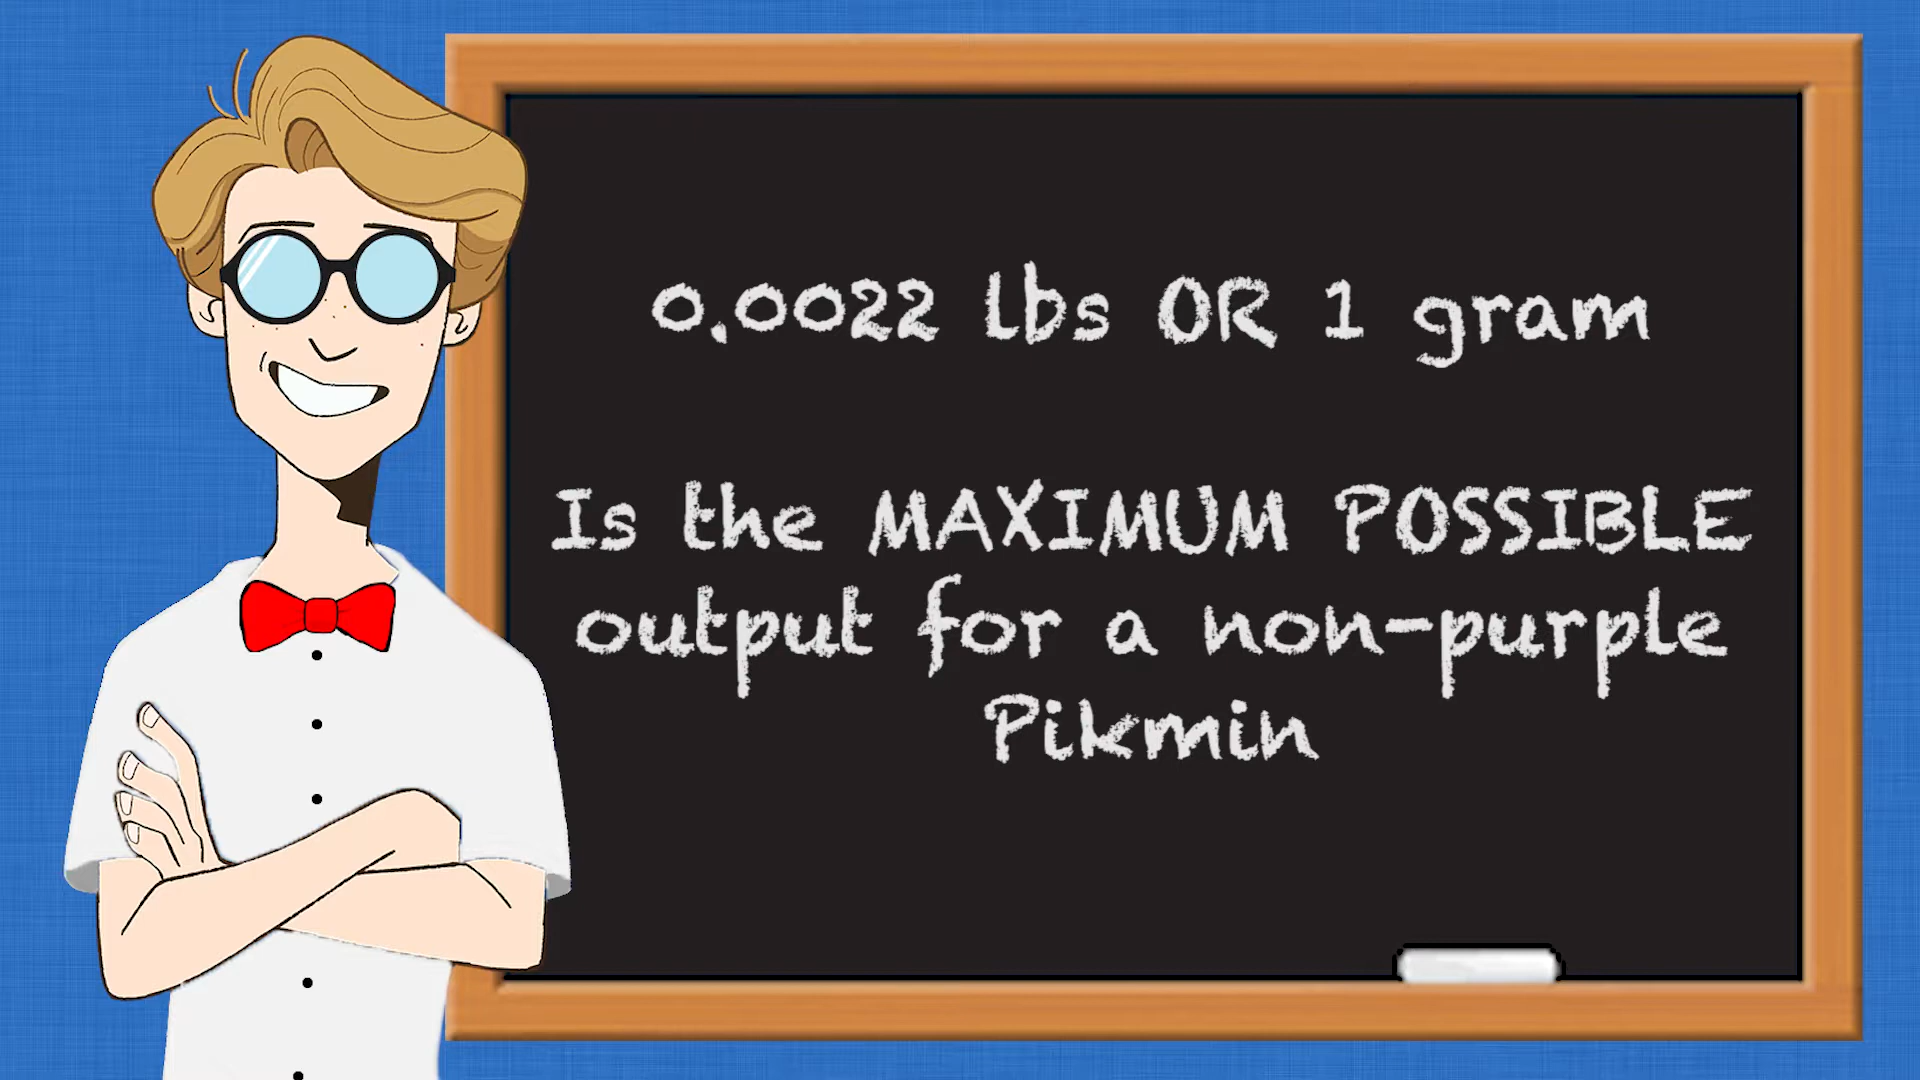 0.0022 lbs OR 1 gram
Is the MAXIMUM POSSIBLE
output for a non-purple
Pikmin